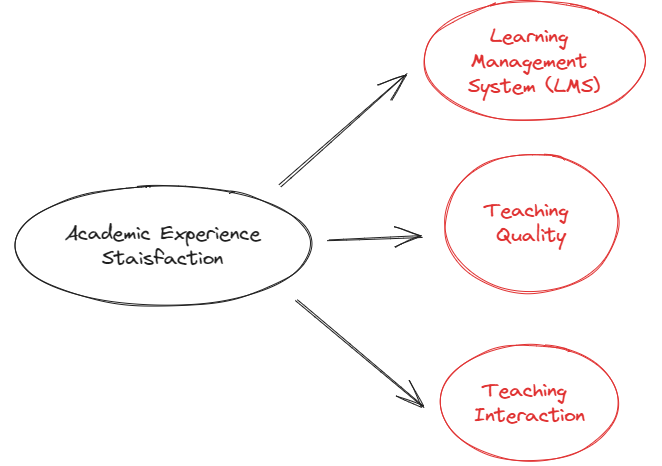 Learning
Management
System (LMS)
Teaching
Quality
Academic Experience
Staisfaction
Teaching
Interaction